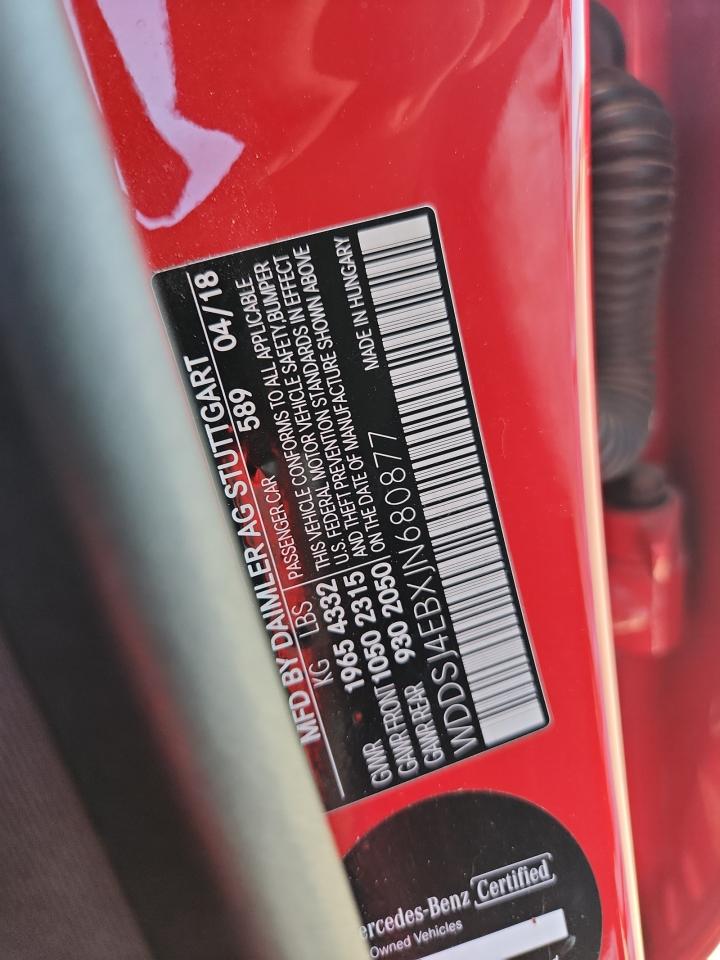 MFD BY DAIMLER AG STUTTGART
589 04/18
KG LBS PASSENGER CAR
GVWR 1965 4332
GAWR FRONT 1050 2315
GAWR REAR 930 2050
THIS VEHICLE CONFORMS TO ALL APPLICABLE
U.S. FEDERAL MOTOR VEHICLE SAFETY,BUMPER
AND THEFT PREVENTION STANDARDS IN EFFECT
ON THE DATE OF MANUFACTURE SHOWN ABOVE
WDDSJ4EBXJN680877 MADE IN HUNGARY
ercedes-Benz Certified
Owned Vehicles